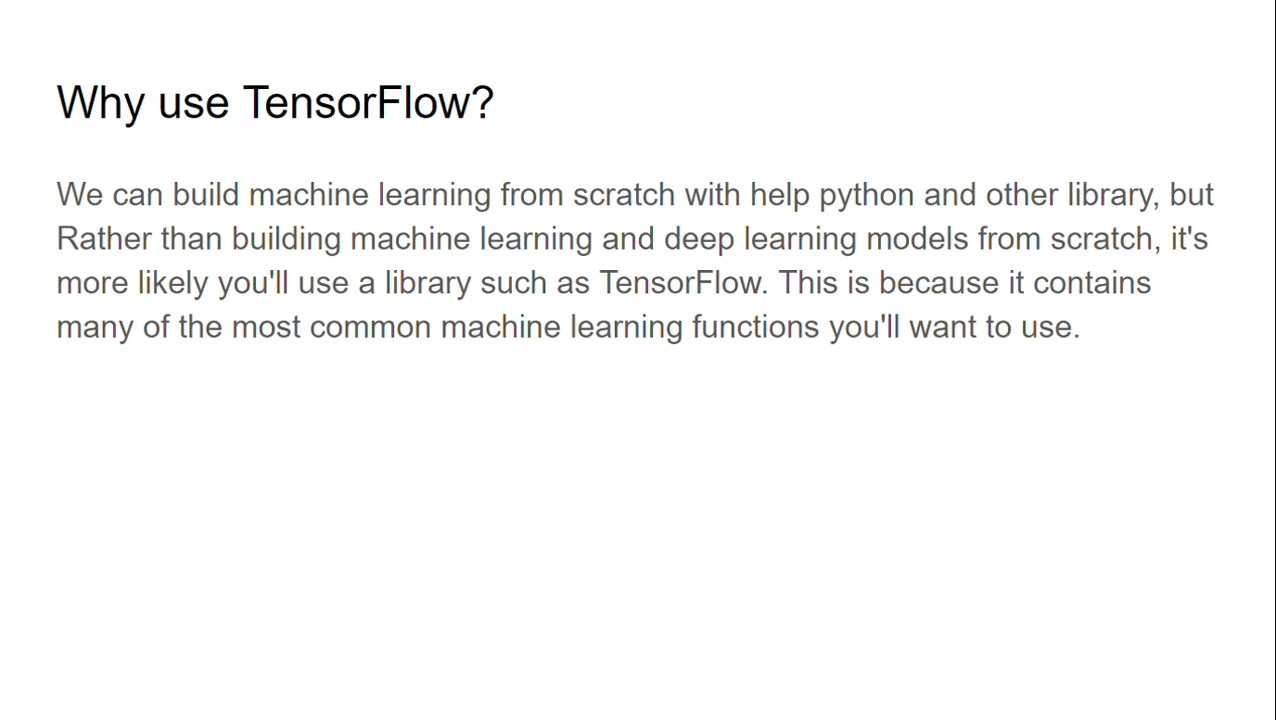 Why use TensorFlow?
We can build machine learning from scratch with help python and other library, but
Rather than building machine learning and deep learning models from scratch, it's
more likely you'll use a library such as TensorFlow. This is because it contains
many of the most common machine learning functions you'll want to use.